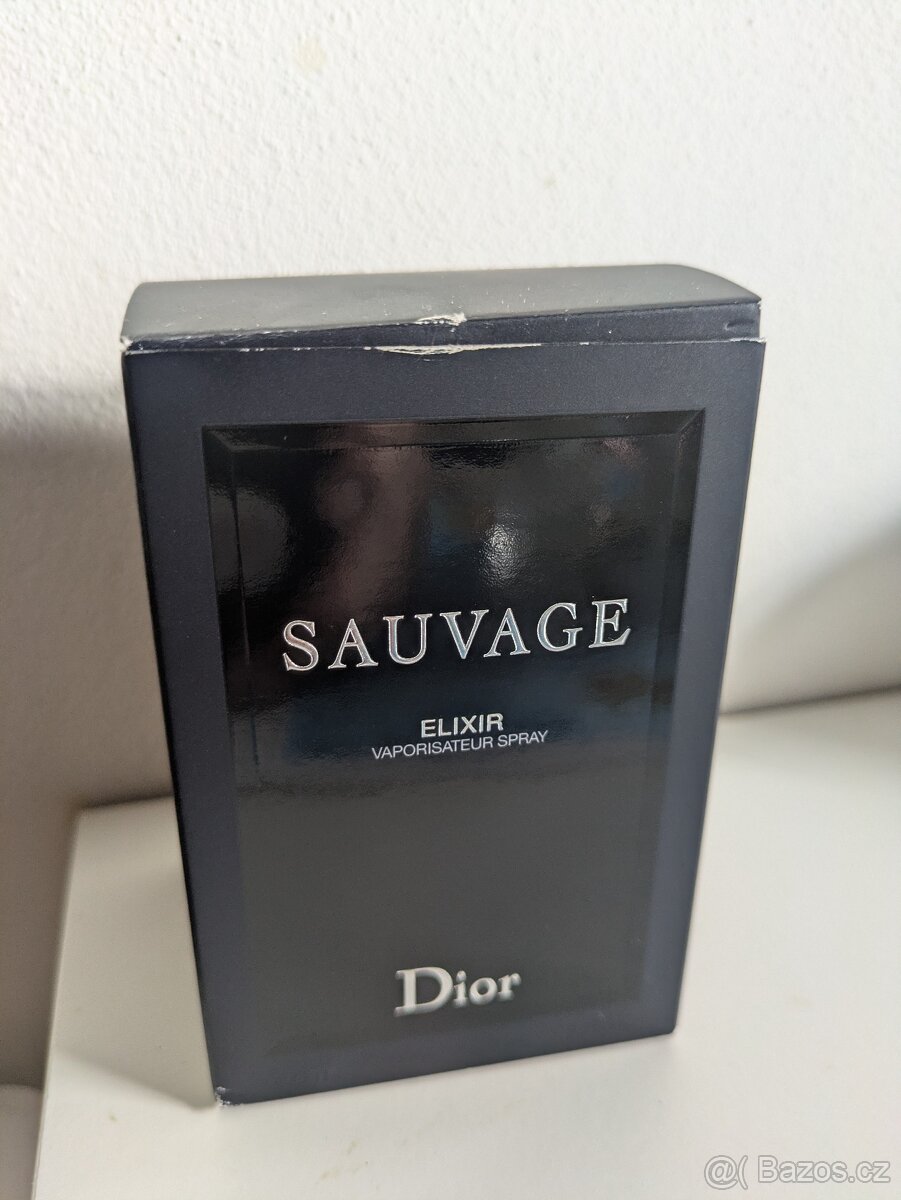 SAUVAGE
ELIXIR
VAPORISATEUR SPRAY
Dior
@( Bazos.cz